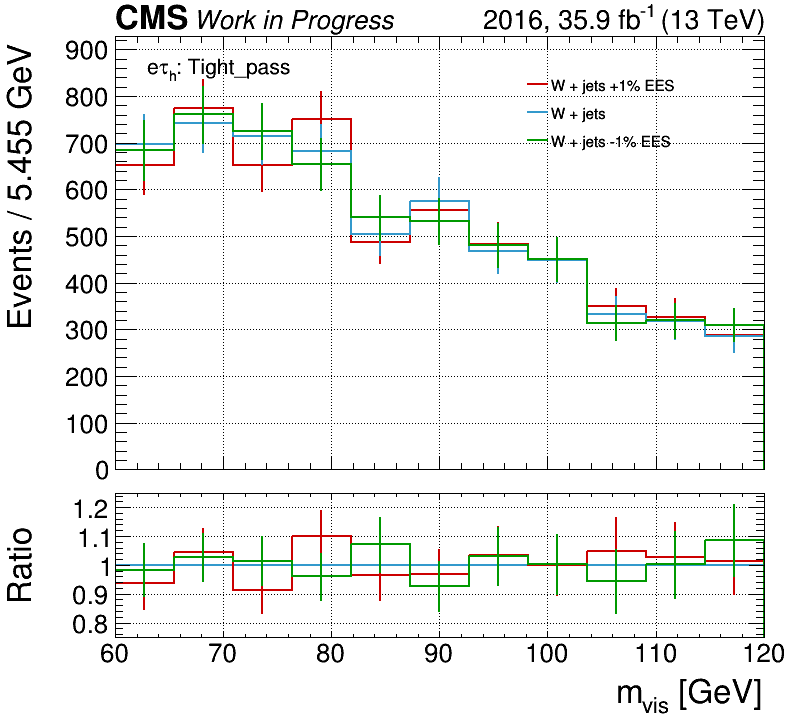 CMS Work in Progress 2016, 35.9 fb⁻¹ (13 TeV)
eτₕ: Tight_pass
W + jets +1% EES
W + jets
W + jets -1% EES
Events / 5.455 GeV
900
800
700
600
500
400
300
200
100
0
Ratio
1.2
1.1
1
0.9
0.8
60 70 80 90 100 110 120
m_vis [GeV]